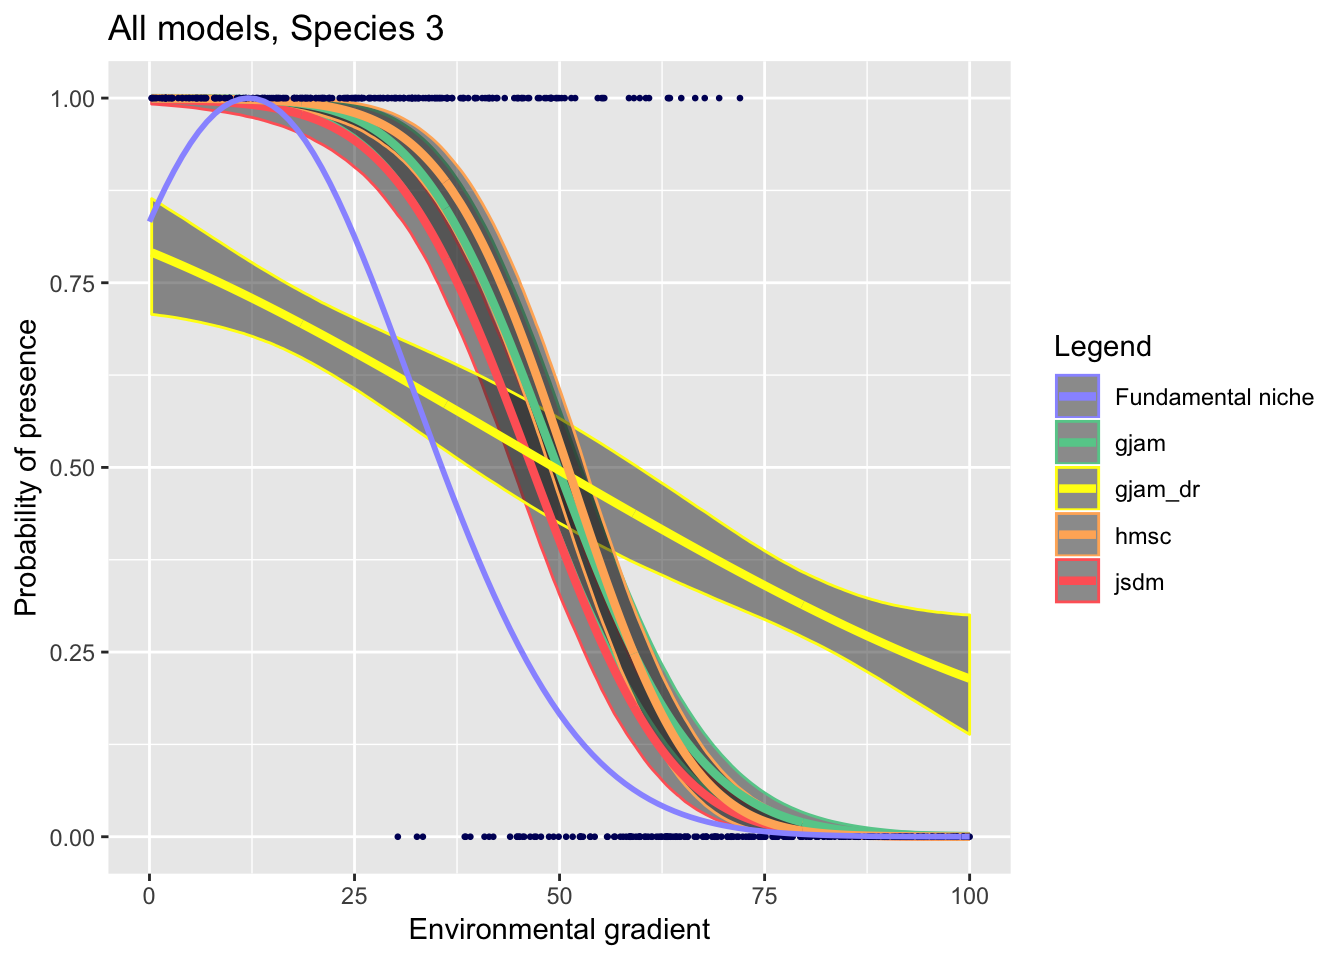 All models, Species 3
Probability of presence
1.00
0.75
0.50
0.25
0.00
0
25
50
75
100
Environmental gradient
Legend
Fundamental niche
gjam
gjam_dr
hmsc
jsdm